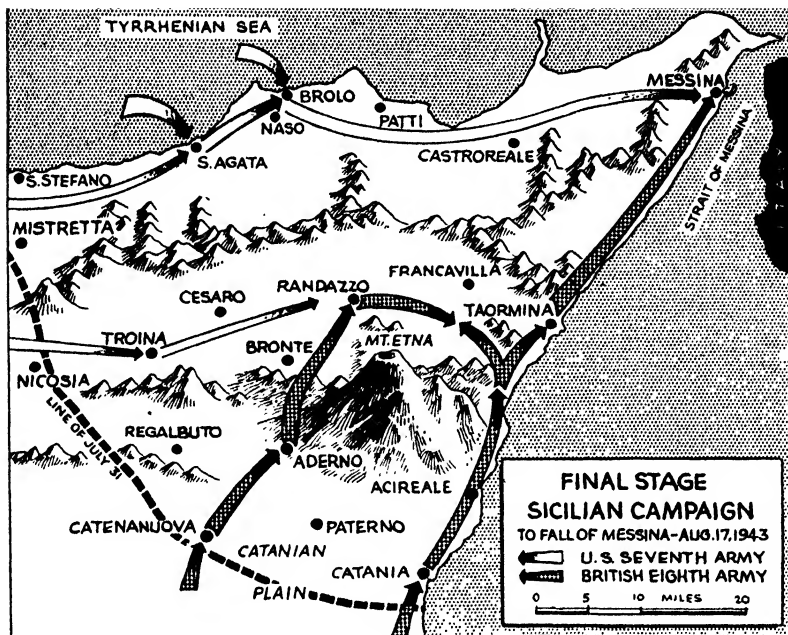 TYRRHENIAN SEA
MESSINA
BROLO
NASO
PATTI
S. AGATA
CASTROREALE
S. STEFANO
STRAIT OF MESSINA
MISTRETTA
FRANCAVILLA
RANDAZZO
CESARO
TAORMINA
TROINA
MT. ETNA
BRONTE
NICOSIA
LINE OF JULY 31
REGALBUTO
ADERNO
ACIREALE
CATENANUOVA
PATERNO
CATANIAN
PLAIN
CATANIA
FINAL STAGE
SICILIAN CAMPAIGN
TO FALL OF MESSINA-AUG. 17, 1943
U.S. SEVENTH ARMY
BRITISH EIGHTH ARMY
MILES
0 5 10 20